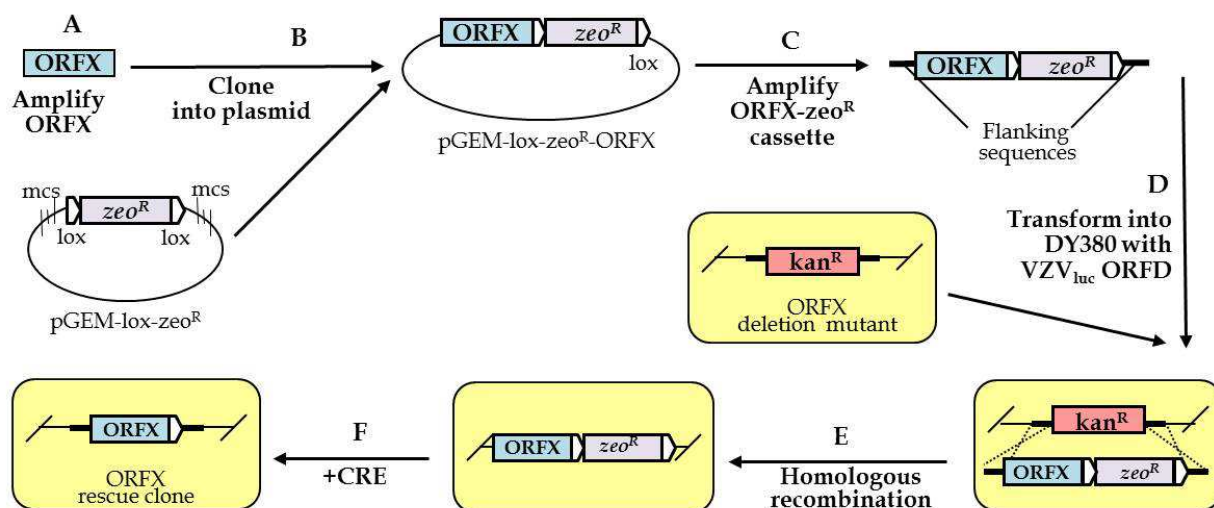 A
ORFX
Amplify
ORFX
B
Clone
into plasmid
mcs
mcs
zeoR
lox
lox
pGEM-lox-zeoR
ORFX
zeoR
lox
pGEM-lox-zeoR-ORFX
C
Amplify
ORFX-zeoR
cassette
ORFX
zeoR
Flanking
sequences
D
Transform into
DY380 with
VZVluc ORFD
kanR
ORFX
deletion mutant
kanR
ORFX
zeoR
E
Homologous
recombination
ORFX
zeoR
F
+CRE
ORFX
ORFX
rescue clone